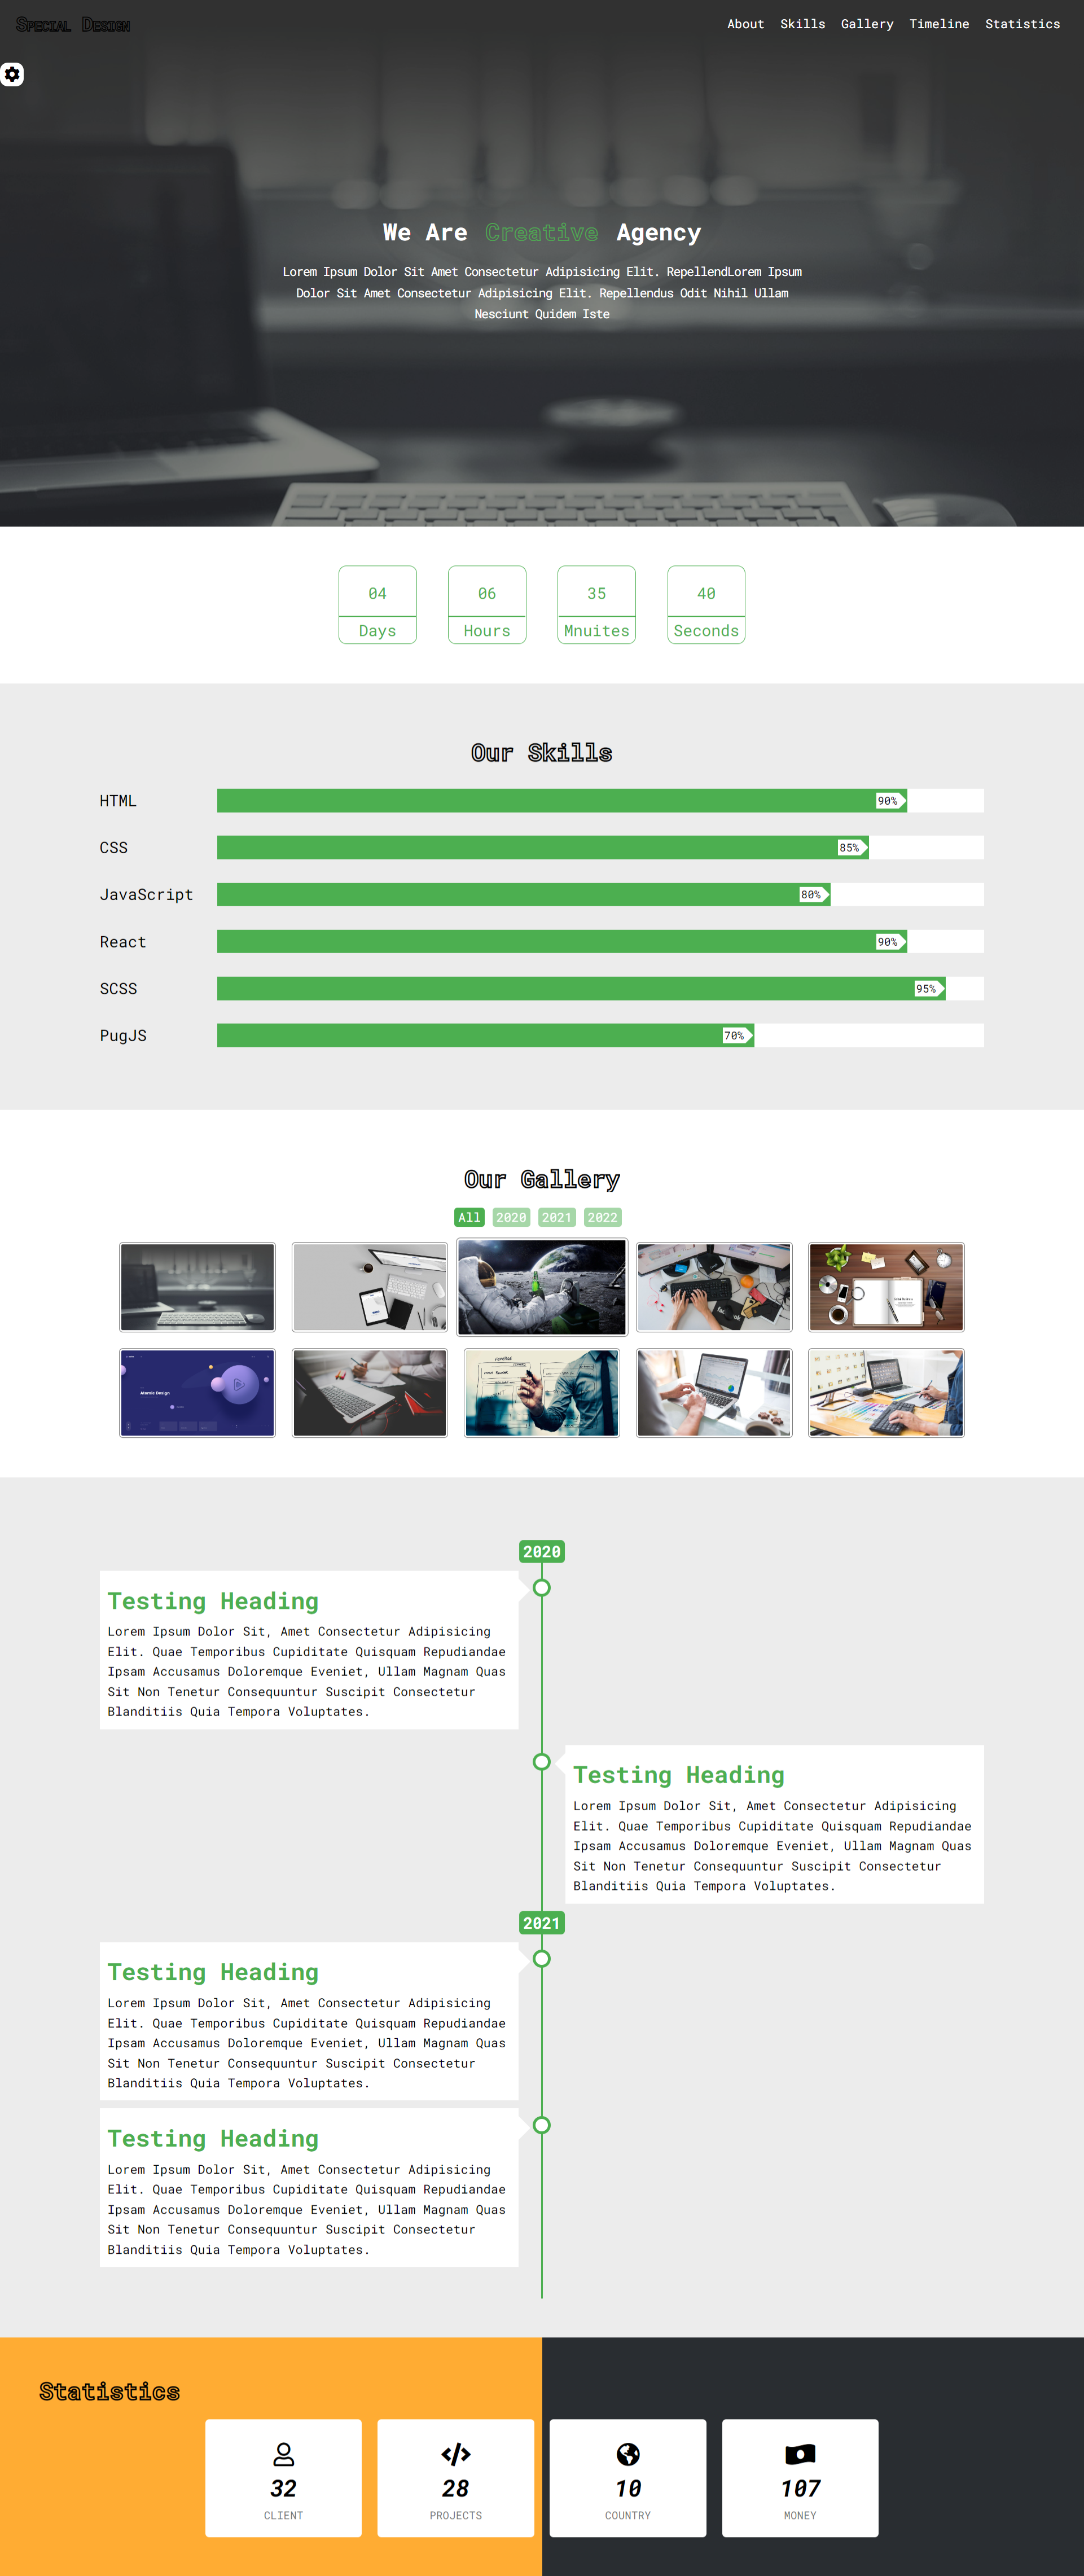 Special Design
About Skills Gallery Timeline Statistics
We Are Creative Agency
Lorem Ipsum Dolor Sit Amet Consectetur Adipisicing Elit. RepellendLorem Ipsum
Dolor Sit Amet Consectetur Adipisicing Elit. Repellendus Odit Nihil Ullam
Nesciunt Quidem Iste
04 06 35 40
Days Hours Mnuites Seconds
Our Skills
HTML 90%
CSS 85%
JavaScript 80%
React 90%
SCSS 95%
PugJS 70%
Our Gallery
All 2020 2021 2022
Atomic Design
2020
Testing Heading
Lorem Ipsum Dolor Sit, Amet Consectetur Adipisicing
Elit. Quae Temporibus Cupiditate Quisquam Repudiandae
Ipsam Accusamus Doloremque Eveniet, Ullam Magnam Quas
Sit Non Tenetur Consequuntur Suscipit Consectetur
Blanditiis Quia Tempora Voluptates.
Testing Heading
Lorem Ipsum Dolor Sit, Amet Consectetur Adipisicing
Elit. Quae Temporibus Cupiditate Quisquam Repudiandae
Ipsam Accusamus Doloremque Eveniet, Ullam Magnam Quas
Sit Non Tenetur Consequuntur Suscipit Consectetur
Blanditiis Quia Tempora Voluptates.
2021
Testing Heading
Lorem Ipsum Dolor Sit, Amet Consectetur Adipisicing
Elit. Quae Temporibus Cupiditate Quisquam Repudiandae
Ipsam Accusamus Doloremque Eveniet, Ullam Magnam Quas
Sit Non Tenetur Consequuntur Suscipit Consectetur
Blanditiis Quia Tempora Voluptates.
Testing Heading
Lorem Ipsum Dolor Sit, Amet Consectetur Adipisicing
Elit. Quae Temporibus Cupiditate Quisquam Repudiandae
Ipsam Accusamus Doloremque Eveniet, Ullam Magnam Quas
Sit Non Tenetur Consequuntur Suscipit Consectetur
Blanditiis Quia Tempora Voluptates.
Statistics
32 28 10 107
CLIENT PROJECTS COUNTRY MONEY